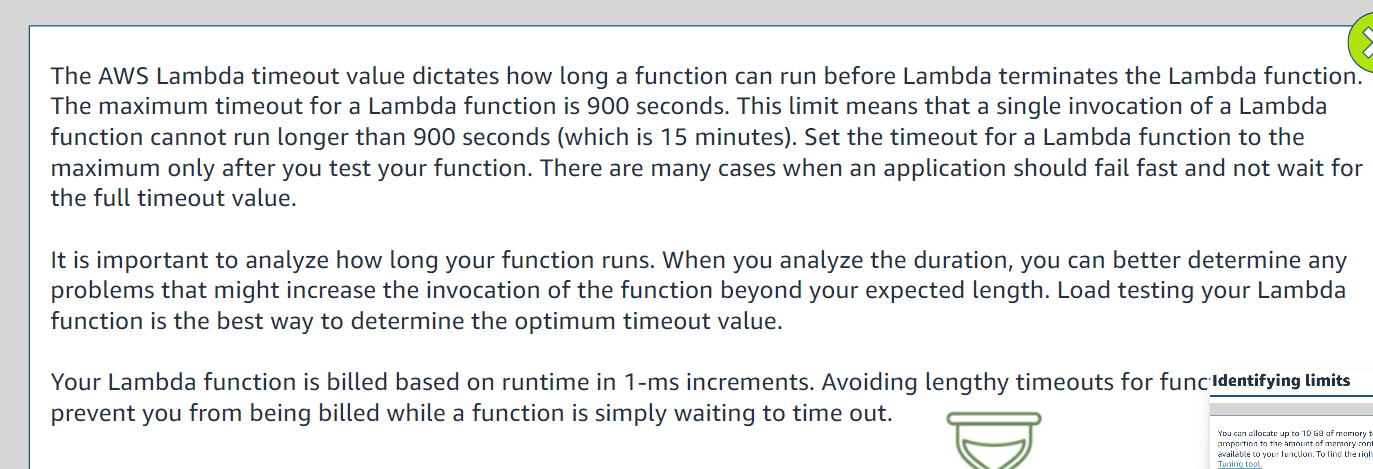 The AWS Lambda timeout value dictates how long a function can run before Lambda terminates the Lambda function.
The maximum timeout for a Lambda function is 900 seconds. This limit means that a single invocation of a Lambda
function cannot run longer than 900 seconds (which is 15 minutes). Set the timeout for a Lambda function to the
maximum only after you test your function. There are many cases when an application should fail fast and not wait for
the full timeout value.
It is important to analyze how long your function runs. When you analyze the duration, you can better determine any
problems that might increase the invocation of the function beyond your expected length. Load testing your Lambda
function is the best way to determine the optimum timeout value.
Your Lambda function is billed based on runtime in 1-ms increments. Avoiding lengthy timeouts for func
prevent you from being billed while a function is simply waiting to time out.
Identifying limits
You can allocate up to 10 GB of memory t
proportion to the amount of memory con
available to your function. To find the righ
Tuning tool.